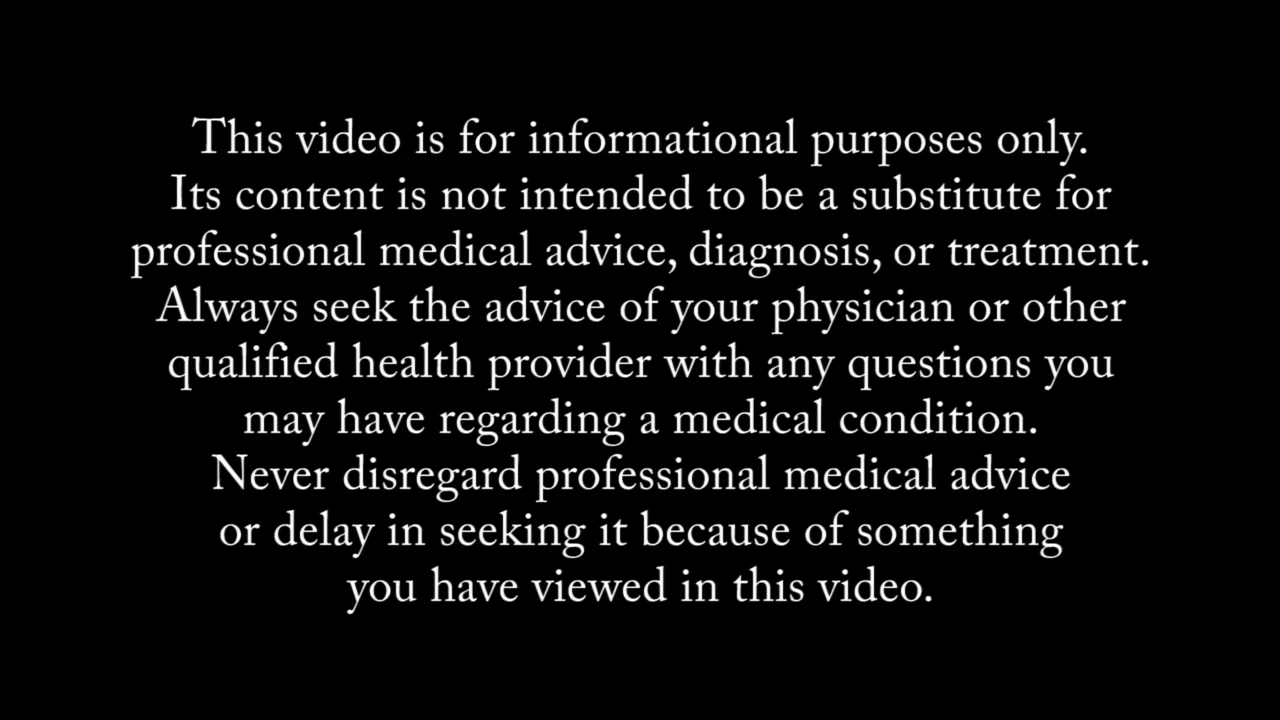 This video is for informational purposes only.
Its content is not intended to be a substitute for
professional medical advice, diagnosis, or treatment.
Always seek the advice of your physician or other
qualified health provider with any questions you
may have regarding a medical condition.
Never disregard professional medical advice
or delay in seeking it because of something
you have viewed in this video.